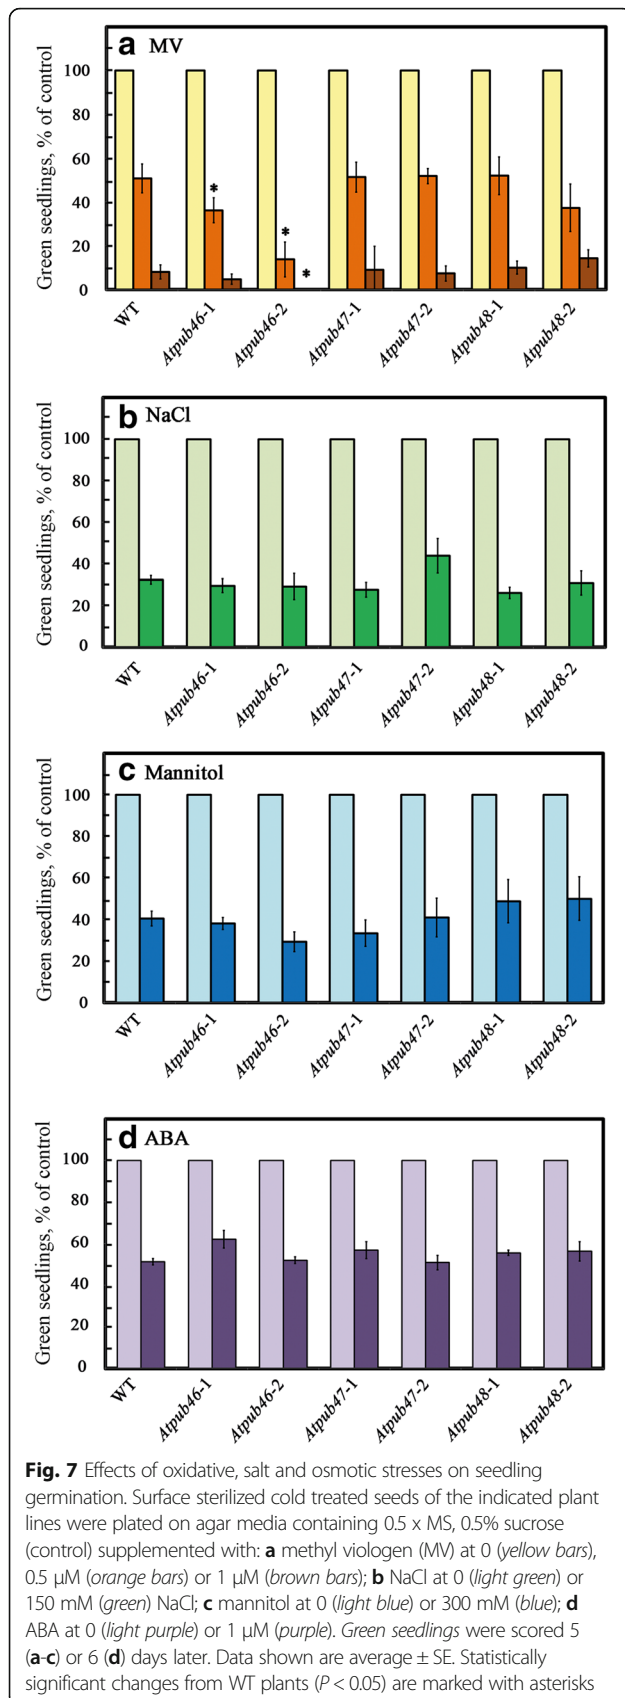 a MV
Green seedlings, % of control
100
80
60
40
20
0
*
*
*
WT
Atpub46-1
Atpub46-2
Atpub47-1
Atpub47-2
Atpub48-1
Atpub48-2
b NaCl
Green seedlings, % of control
100
80
60
40
20
0
WT
Atpub46-1
Atpub46-2
Atpub47-1
Atpub47-2
Atpub48-1
Atpub48-2
c Mannitol
Green seedlings, % of control
100
80
60
40
20
0
WT
Atpub46-1
Atpub46-2
Atpub47-1
Atpub47-2
Atpub48-1
Atpub48-2
d ABA
Green seedlings, % of control
100
80
60
40
20
0
WT
Atpub46-1
Atpub46-2
Atpub47-1
Atpub47-2
Atpub48-1
Atpub48-2
Fig. 7 Effects of oxidative, salt and osmotic stresses on seedling
germination. Surface sterilized cold treated seeds of the indicated plant
lines were plated on agar media containing 0.5 x MS, 0.5% sucrose
(control) supplemented with: a methyl viologen (MV) at 0 (yellow bars),
0.5 μM (orange bars) or 1 μM (brown bars); b NaCl at 0 (light green) or
150 mM (green) NaCl; c mannitol at 0 (light blue) or 300 mM (blue); d
ABA at 0 (light purple) or 1 μM (purple). Green seedlings were scored 5
(a-c) or 6 (d) days later. Data shown are average ± SE. Statistically
significant changes from WT plants (P < 0.05) are marked with asterisks